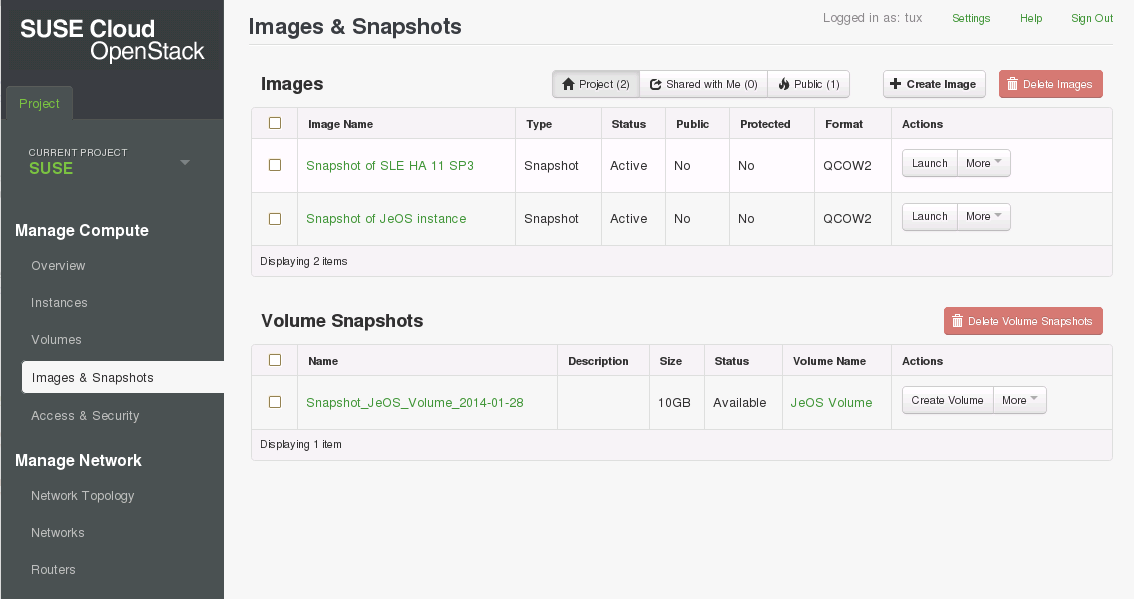 SUSE Cloud
OpenStack
Images & Snapshots
Logged in as: tux Settings Help Sign Out
Project
CURRENT PROJECT
SUSE
Manage Compute
Overview
Instances
Volumes
Images & Snapshots
Access & Security
Manage Network
Network Topology
Networks
Routers
Images
Project (2) Shared with Me (0) Public (1) Create Image Delete Images
Image Name Type Status Public Protected Format Actions
Snapshot of SLE HA 11 SP3 Snapshot Active No No QCOW2 Launch More
Snapshot of JeOS instance Snapshot Active No No QCOW2 Launch More
Displaying 2 items
Volume Snapshots Delete Volume Snapshots
Name Description Size Status Volume Name Actions
Snapshot_JeOS_Volume_2014-01-28 10GB Available JeOS Volume Create Volume More
Displaying 1 item